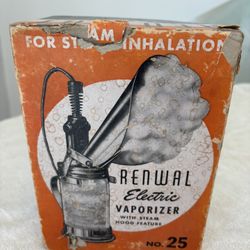 FOR STEAM INHALATION
RENWAL
Electric
VAPORIZER
WITH STEAM
HOOD FEATURE
NO. 25